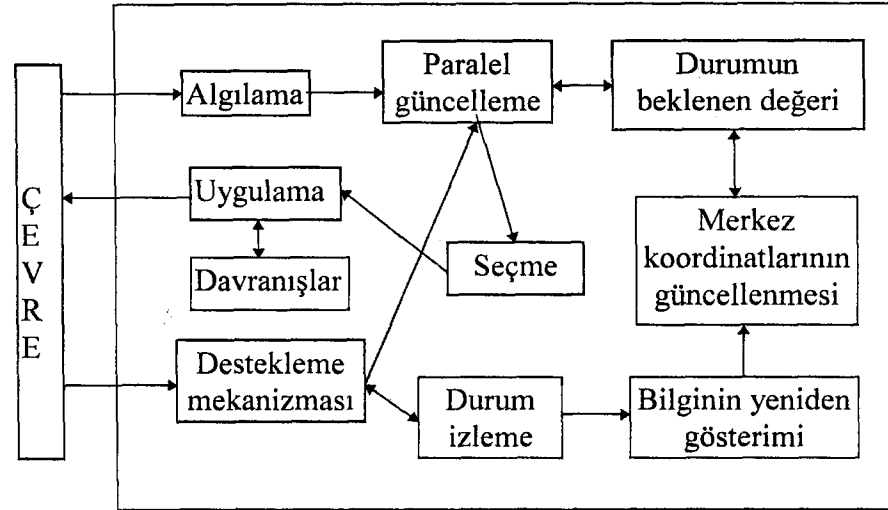 ÇEVRE
Algılama
Paralel
güncelleme
Durumun
beklenen değeri
Uygulama
Davranışlar
Seçme
Merkez
koordinatlarının
güncellenmesi
Destekleme
mekanizması
Durum
izleme
Bilginin yeniden
gösterimi